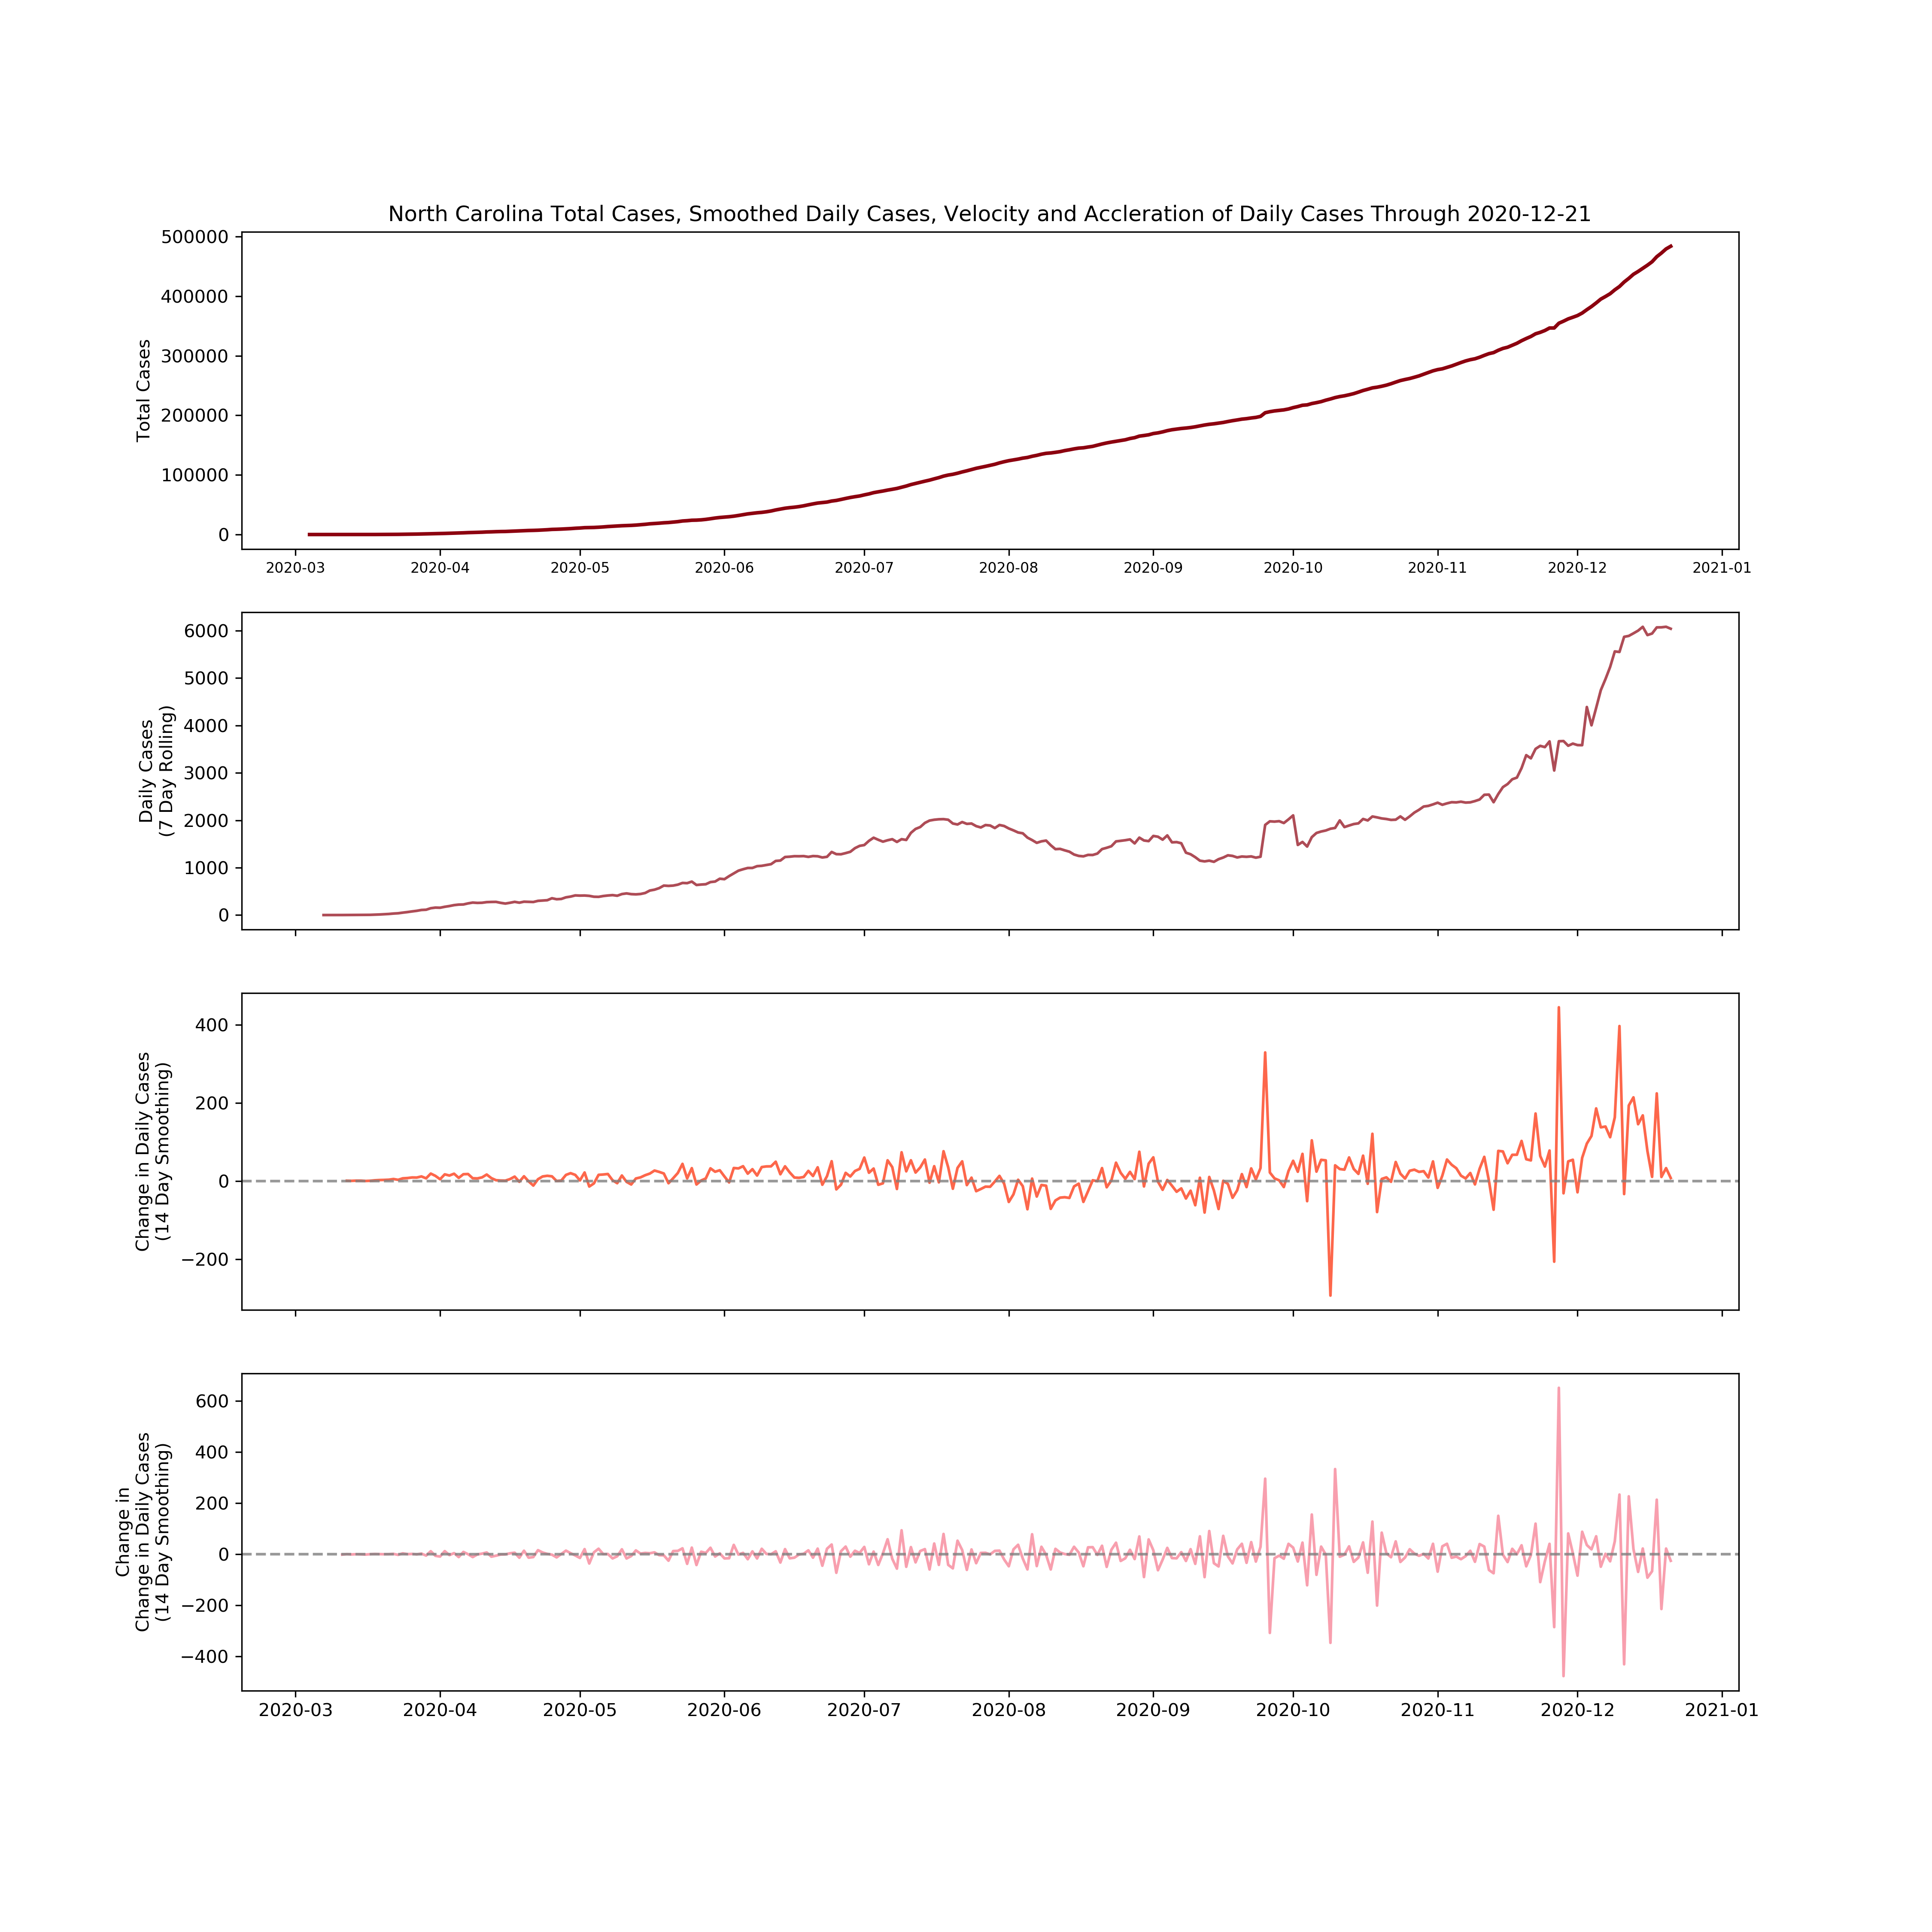 North Carolina Total Cases, Smoothed Daily Cases, Velocity and Accleration of Daily Cases Through 2020-12-21
Total Cases
500000
400000
300000
200000
100000
0
2020-03 2020-04 2020-05 2020-06 2020-07 2020-08 2020-09 2020-10 2020-11 2020-12 2021-01
Daily Cases
(7 Day Rolling)
6000
5000
4000
3000
2000
1000
0
Change in Daily Cases
(14 Day Smoothing)
400
200
0
−200
Change in
Change in Daily Cases
(14 Day Smoothing)
600
400
200
0
−200
−400
2020-03 2020-04 2020-05 2020-06 2020-07 2020-08 2020-09 2020-10 2020-11 2020-12 2021-01